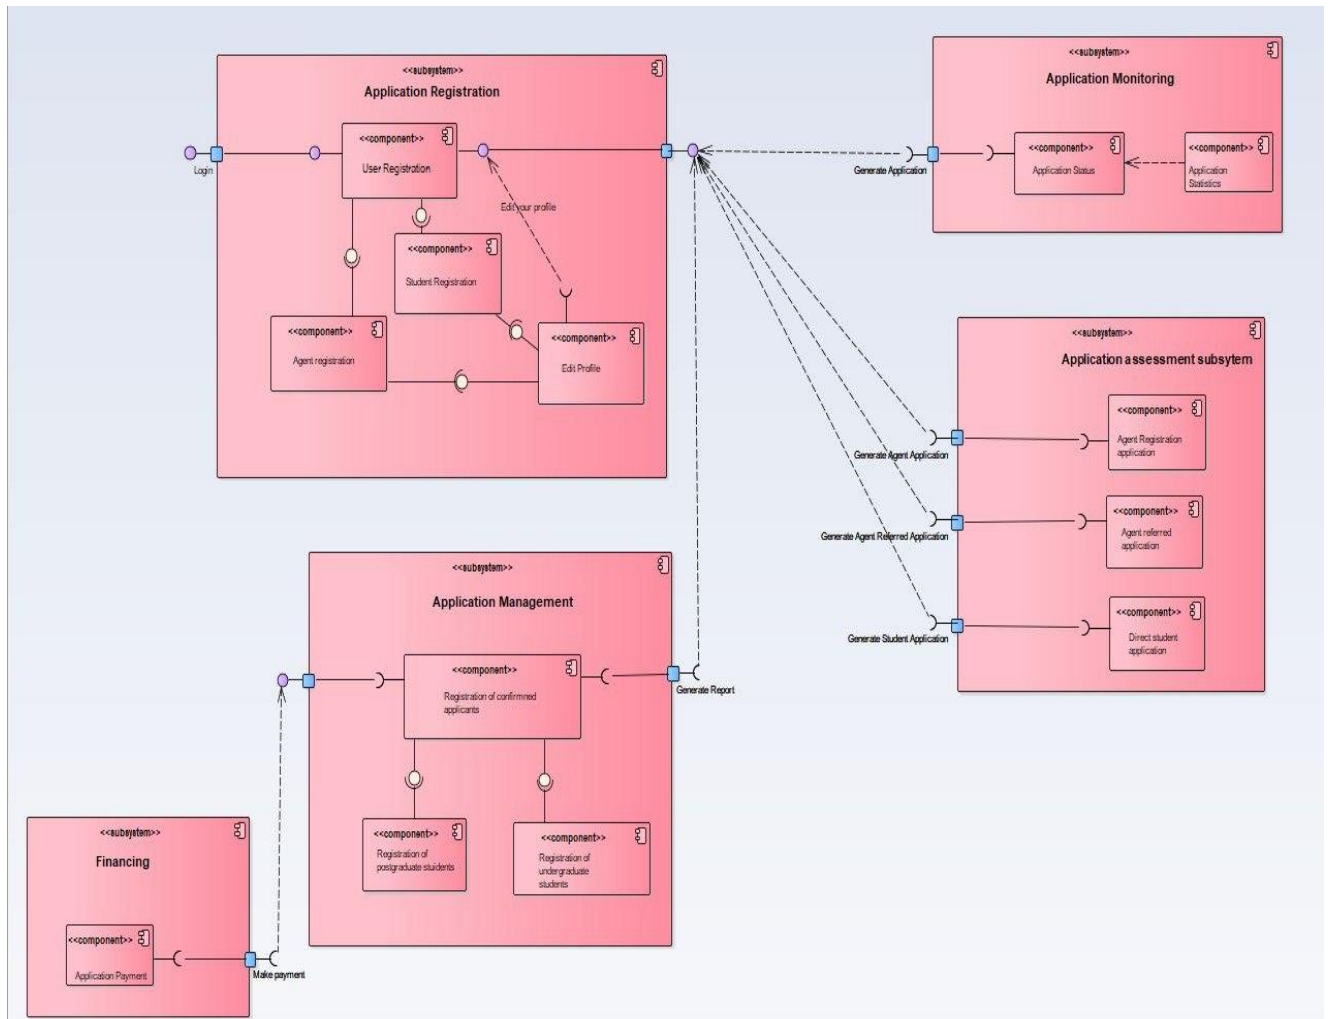 <<subsystem>>
Application Registration
<<component>>
User Registration
Login
Edit your profile
<<component>>
Student Registration
<<component>>
Agent registration
<<component>>
Edit Profile
<<subsystem>>
Application Monitoring
Generate Application
<<component>>
Application Status
<<component>>
Application
Statistics
<<subsystem>>
Application assessment subsytem
<<component>>
Agent Registration
application
Generate Agent Application
<<component>>
Agent referred
application
Generate Agent Referred Application
<<component>>
Direct student
application
Generate Student Application
<<subsystem>>
Application Management
<<component>>
Registration of confirmned
applicants
Generate Report
<<component>>
Registration of
postgraduate stuidents
<<component>>
Registration of
undergraduate
students
<<subsystem>>
Financing
<<component>>
Application Payment
Make payment